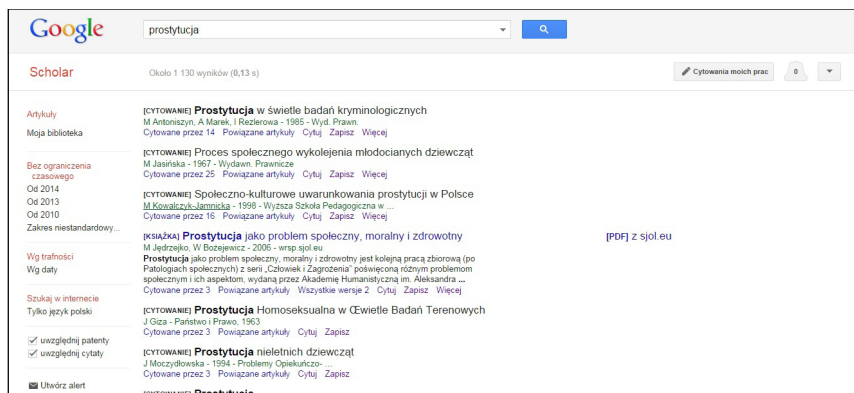 Google
prostytucja
Scholar
Około 1 130 wyników (0,13 s)
Cytowania moich prac
0
Artykuły
Moja biblioteka
Bez ograniczenia
czasowego
Od 2014
Od 2013
Od 2010
Zakres niestandardowy...
Wg trafności
Wg daty
Szukaj w internecie
Tylko język polski
uwzględnij patenty
uwzględnij cytaty
Utwórz alert
[CYTOWANIE] Prostytucja w świetle badań kryminologicznych
M Antoniszyn, A Marek, I Rezlerowa - 1985 - Wyd. Prawn.
Cytowane przez 14 Powiązane artykuły Cytuj Zapisz Więcej
[CYTOWANIE] Proces społecznego wykolejenia młodocianych dziewcząt
M Jasińska - 1967 - Wydawn. Prawnicze
Cytowane przez 25 Powiązane artykuły Cytuj Zapisz Więcej
[CYTOWANIE] Społeczno-kulturowe uwarunkowania prostytucji w Polsce
M Kowalczyk-Jamnicka - 1998 - Wyższa Szkoła Pedagogiczna w ...
Cytowane przez 16 Powiązane artykuły Cytuj Zapisz Więcej
[KSIĄŻKA] Prostytucja jako problem społeczny, moralny i zdrowotny
[PDF] z sjol.eu
M Jędrzejko, W Bożejewicz - 2006 - wrsp.sjol.eu
Prostytucja jako problem społeczny, moralny i zdrowotny jest kolejną pracą zbiorową (po
Patologiach społecznych) z serii „Człowiek i Zagrożenia" poświęconą różnym problemom
społecznym i ich aspektom, wydaną przez Akademię Humanistyczną im. Aleksandra ...
Cytowane przez 3 Powiązane artykuły Wszystkie wersje 2 Cytuj Zapisz Więcej
[CYTOWANIE] Prostytucja Homoseksualna w Œwietle Badań Terenowych
J Giza - Państwo i Prawo, 1963
Cytowane przez 3 Powiązane artykuły Cytuj Zapisz
[CYTOWANIE] Prostytucja nieletnich dziewcząt
J Moczydłowska - 1994 - Problemy Opiekuńczo-...
Cytowane przez 3 Powiązane artykuły Cytuj Zapisz
[CYTOWANIE] Prostytucja